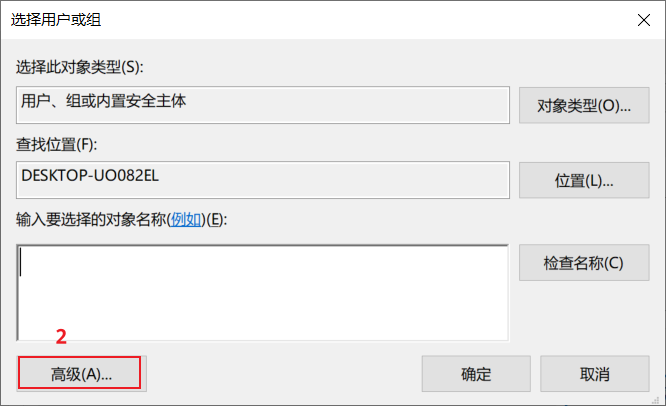 选择用户或组
选择此对象类型(S):
用户、组或内置安全主体
对象类型(O)...
查找位置(F):
DESKTOP-UO082EL
位置(L)...
输入要选择的对象名称(例如)(E):
检查名称(C)
2
高级(A)...
确定
取消